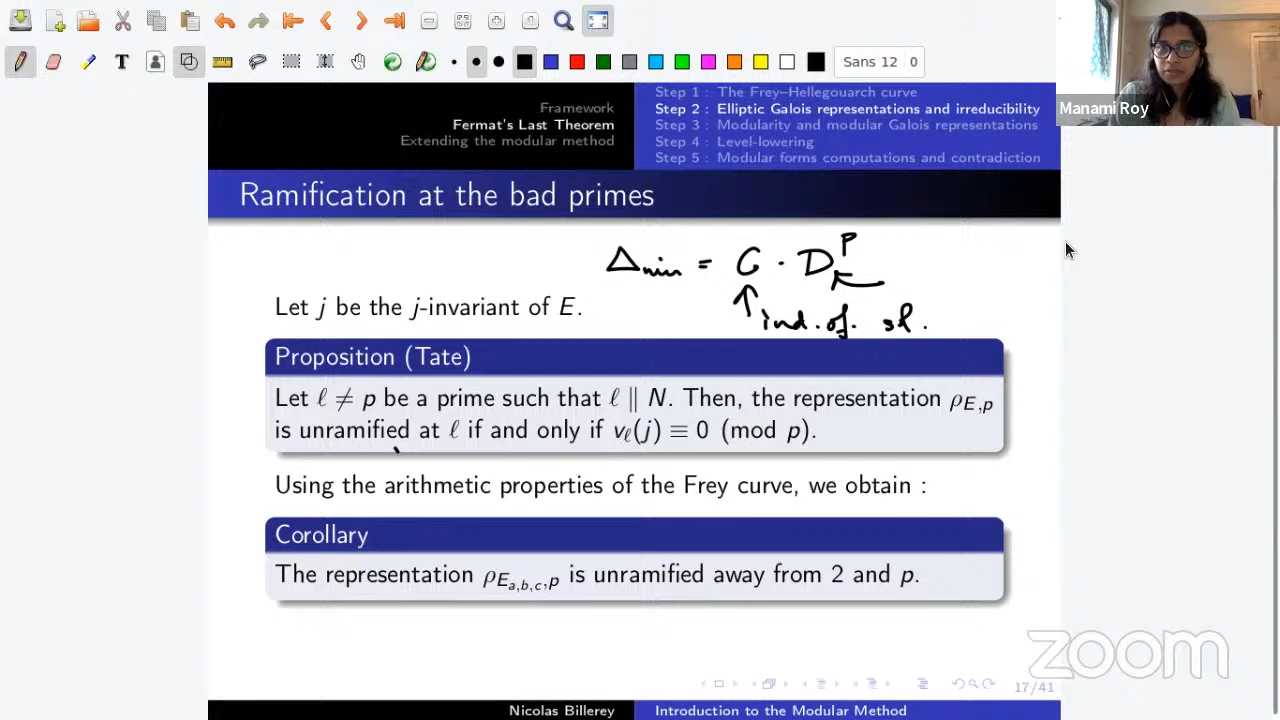 Sans 12 0
Manami Roy
Framework
Fermat's Last Theorem
Extending the modular method
Step 1 : The Frey–Hellegouarch curve
Step 2 : Elliptic Galois representations and irreducibility
Step 3 : Modularity and modular Galois representations
Step 4 : Level-lowering
Step 5 : Modular forms computations and contradiction
Ramification at the bad primes
Δmin = C · D^p
ind. of. sl.
Let j be the j-invariant of E.
Proposition (Tate)
Let ℓ ≠ p be a prime such that ℓ ∥ N. Then, the representation ρ_{E,p}
is unramified at ℓ if and only if v_ℓ(j) ≡ 0 (mod p).
Using the arithmetic properties of the Frey curve, we obtain :
Corollary
The representation ρ_{E_{a,b,c},p} is unramified away from 2 and p.
zoom
17/41
Nicolas Billerey
Introduction to the Modular Method